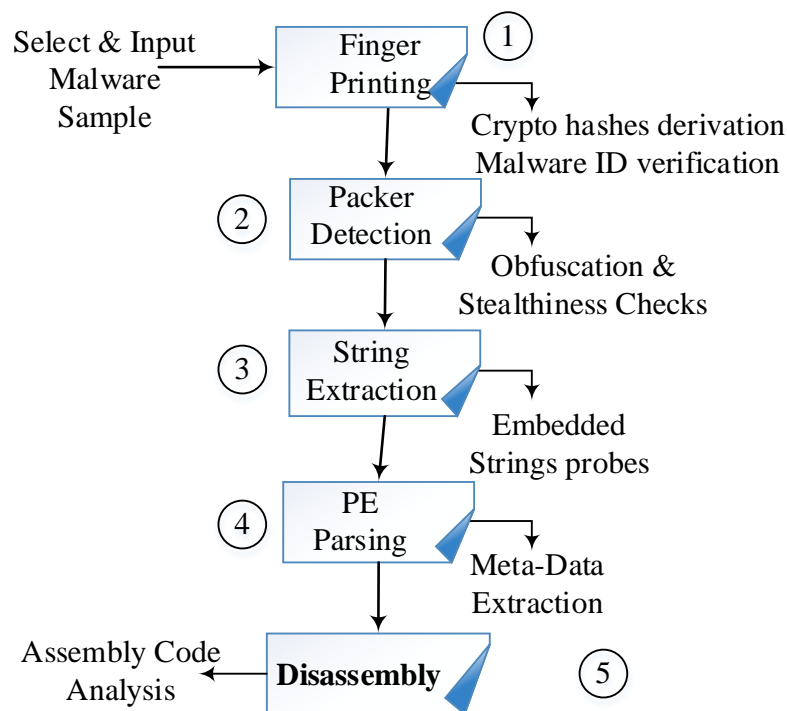 Select & Input
Malware
Sample
Finger
Printing
1
Crypto hashes derivation
Malware ID verification
2
Packer
Detection
Obfuscation &
Stealthiness Checks
3
String
Extraction
Embedded
Strings probes
4
PE
Parsing
Meta-Data
Extraction
Assembly Code
Analysis
Disassembly
5